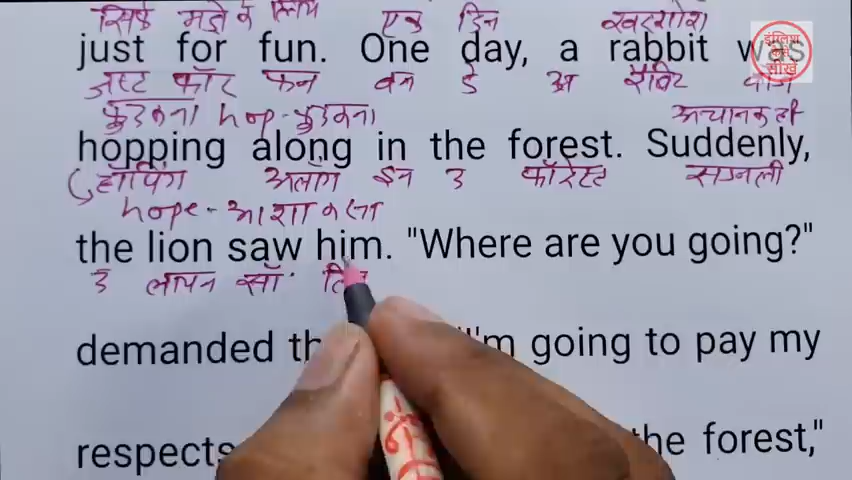 सिर्फ मजे के लिए एक दिन खरगोश
just for fun. One day, a rabbit was
जस्ट फॉर फन वन डे अ रैबिट वॉज
फुदकना hop-फुदकना अचानक ही
hopping along in the forest. Suddenly,
हॉपिंग अलॉंग इन द फॉरेस्ट सडनली
hope-आशा करना
the lion saw him. "Where are you going?"
द लायन सॉ
demanded "I'm going to pay my
respects the forest,"
इंग्लिश सीखें